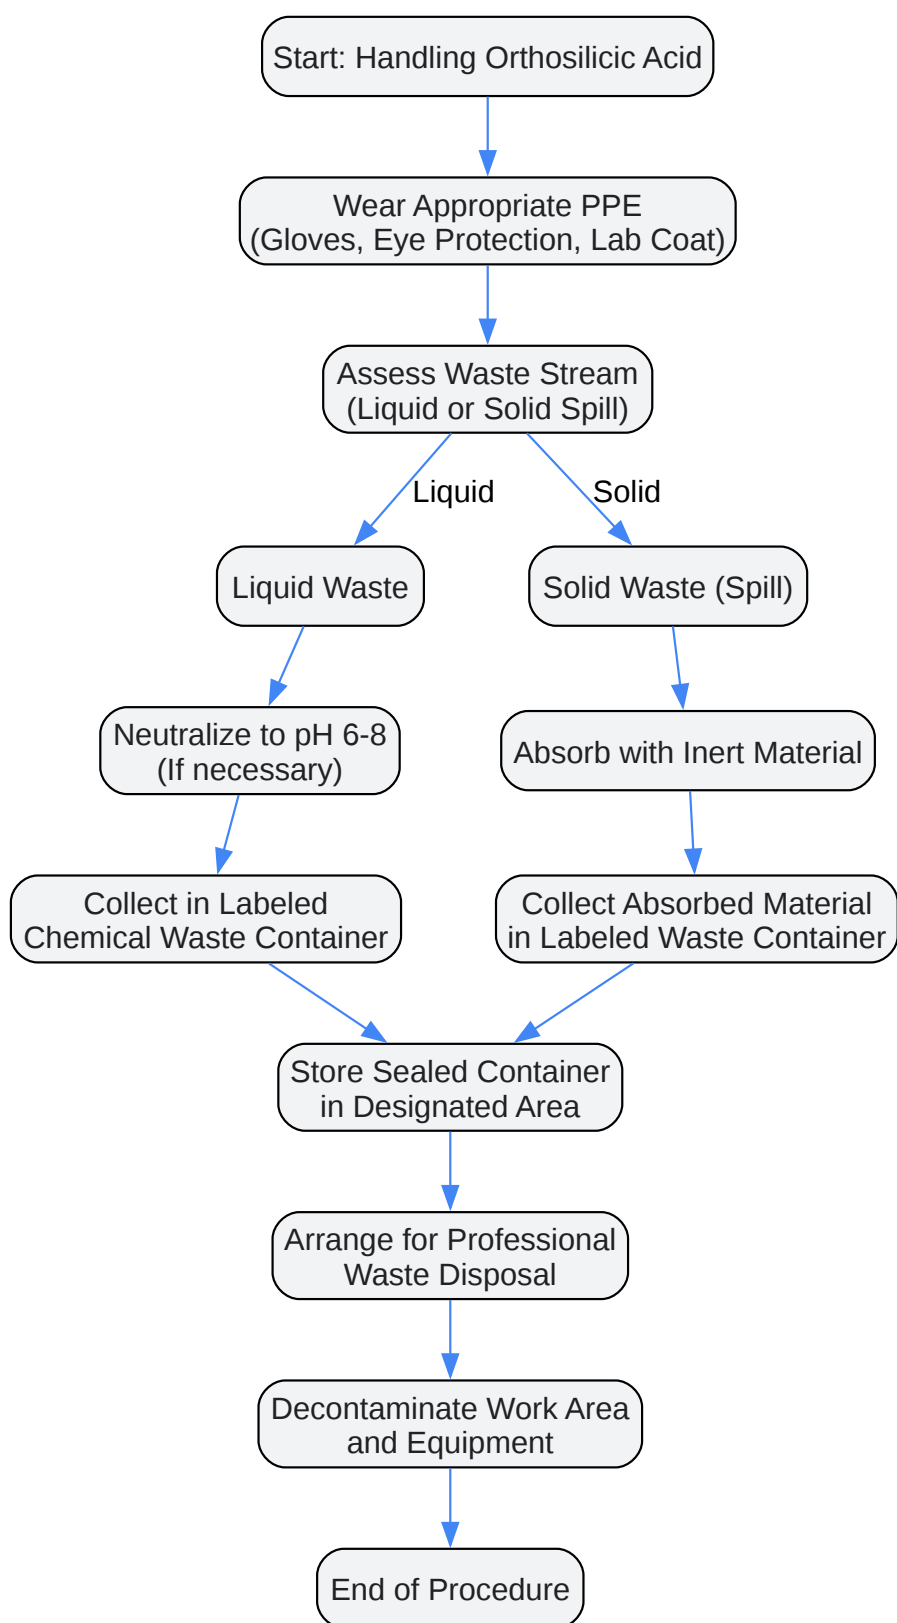 Start: Handling Orthosilicic Acid
Wear Appropriate PPE
(Gloves, Eye Protection, Lab Coat)
Assess Waste Stream
(Liquid or Solid Spill)
Liquid
Solid
Liquid Waste
Solid Waste (Spill)
Neutralize to pH 6-8
(If necessary)
Absorb with Inert Material
Collect in Labeled
Chemical Waste Container
Collect Absorbed Material
in Labeled Waste Container
Store Sealed Container
in Designated Area
Arrange for Professional
Waste Disposal
Decontaminate Work Area
and Equipment
End of Procedure